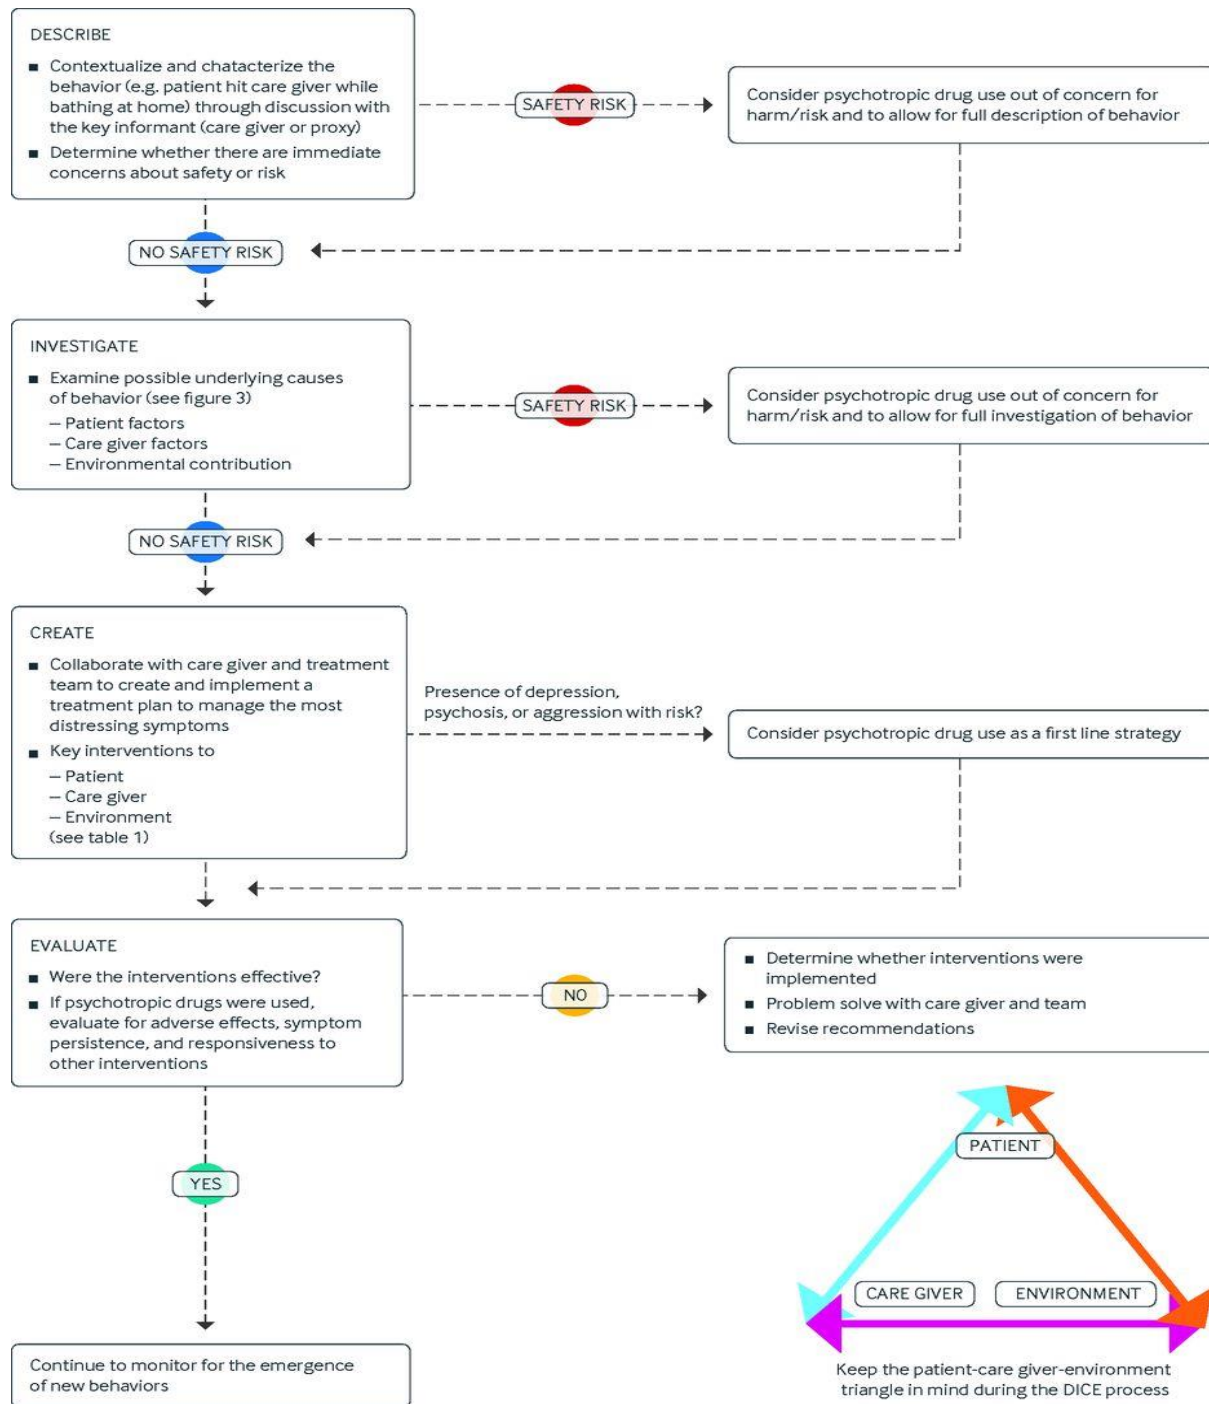 DESCRIBE
■ Contextualize and chatacterize the
behavior (e.g. patient hit care giver while
bathing at home) through discussion with
the key informant (care giver or proxy)
■ Determine whether there are immediate
concerns about safety or risk
SAFETY RISK
Consider psychotropic drug use out of concern for
harm/risk and to allow for full description of behavior
NO SAFETY RISK
INVESTIGATE
■ Examine possible underlying causes
of behavior (see figure 3)
– Patient factors
– Care giver factors
– Environmental contribution
SAFETY RISK
Consider psychotropic drug use out of concern for
harm/risk and to allow for full investigation of behavior
NO SAFETY RISK
CREATE
■ Collaborate with care giver and treatment
team to create and implement a
treatment plan to manage the most
distressing symptoms
■ Key interventions to
– Patient
– Care giver
– Environment
(see table 1)
Presence of depression,
psychosis, or aggression with risk?
Consider psychotropic drug use as a first line strategy
EVALUATE
■ Were the interventions effective?
■ If psychotropic drugs were used,
evaluate for adverse effects, symptom
persistence, and responsiveness to
other interventions
NO
■ Determine whether interventions were
implemented
■ Problem solve with care giver and team
■ Revise recommendations
YES
Continue to monitor for the emergence
of new behaviors
PATIENT
CARE GIVER
ENVIRONMENT
Keep the patient-care giver-environment
triangle in mind during the DICE process